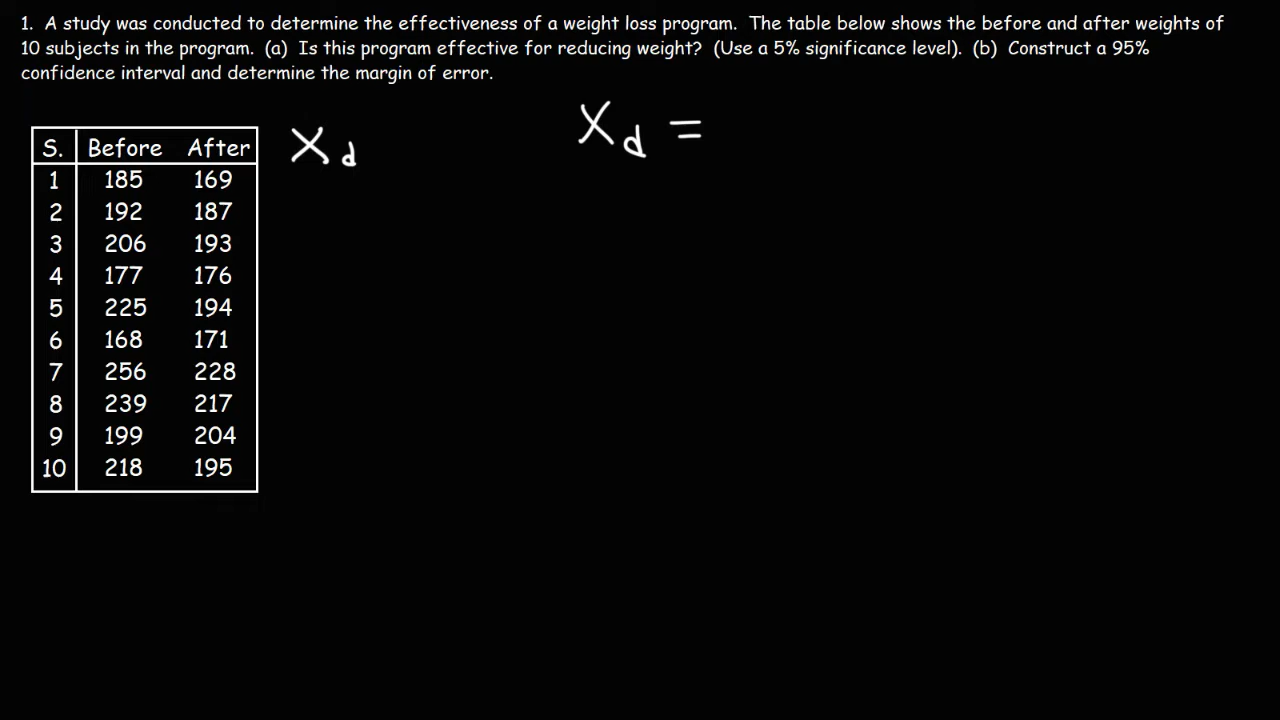 1. A study was conducted to determine the effectiveness of a weight loss program. The table below shows the before and after weights of
10 subjects in the program. (a) Is this program effective for reducing weight? (Use a 5% significance level). (b) Construct a 95%
confidence interval and determine the margin of error.
S. Before After Xd Xd =
1 185 169
2 192 187
3 206 193
4 177 176
5 225 194
6 168 171
7 256 228
8 239 217
9 199 204
10 218 195